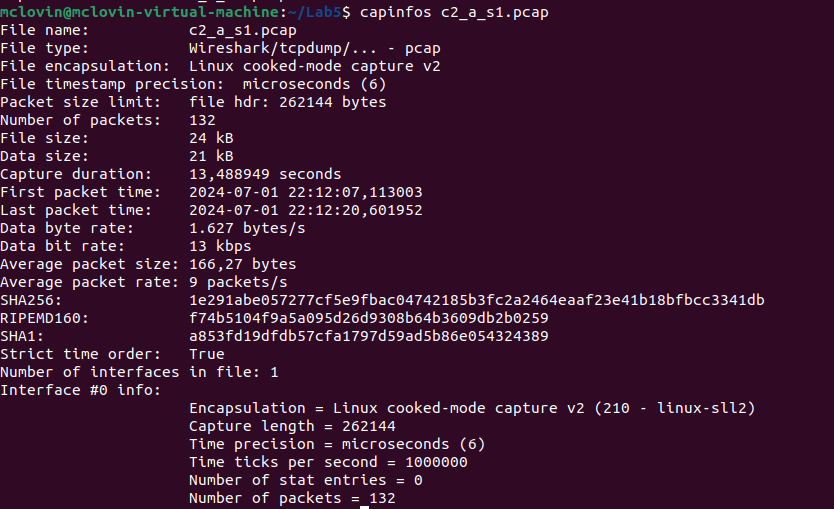 mclovin@mclovin-virtual-machine:~/Lab5$ capinfos c2_a_s1.pcap
File name:           c2_a_s1.pcap
File type:           Wireshark/tcpdump/... - pcap
File encapsulation:  Linux cooked-mode capture v2
File timestamp precision:  microseconds (6)
Packet size limit:   file hdr: 262144 bytes
Number of packets:   132
File size:           24 kB
Data size:           21 kB
Capture duration:    13,488949 seconds
First packet time:   2024-07-01 22:12:07,113003
Last packet time:    2024-07-01 22:12:20,601952
Data byte rate:      1.627 bytes/s
Data bit rate:       13 kbps
Average packet size: 166,27 bytes
Average packet rate: 9 packets/s
SHA256:              1e291abe057277cf5e9fbac04742185b3fc2a2464eaaf23e41b18bfbcc3341db
RIPEMD160:           f74b5104f9a5a095d26d9308b64b3609db2b0259
SHA1:                a853fd19dfdb57cfa1797d59ad5b86e054324389
Strict time order:   True
Number of interfaces in file: 1
Interface #0 info:
                     Encapsulation = Linux cooked-mode capture v2 (210 - linux-sll2)
                     Capture length = 262144
                     Time precision = microseconds (6)
                     Time ticks per second = 1000000
                     Number of stat entries = 0
                     Number of packets = 132